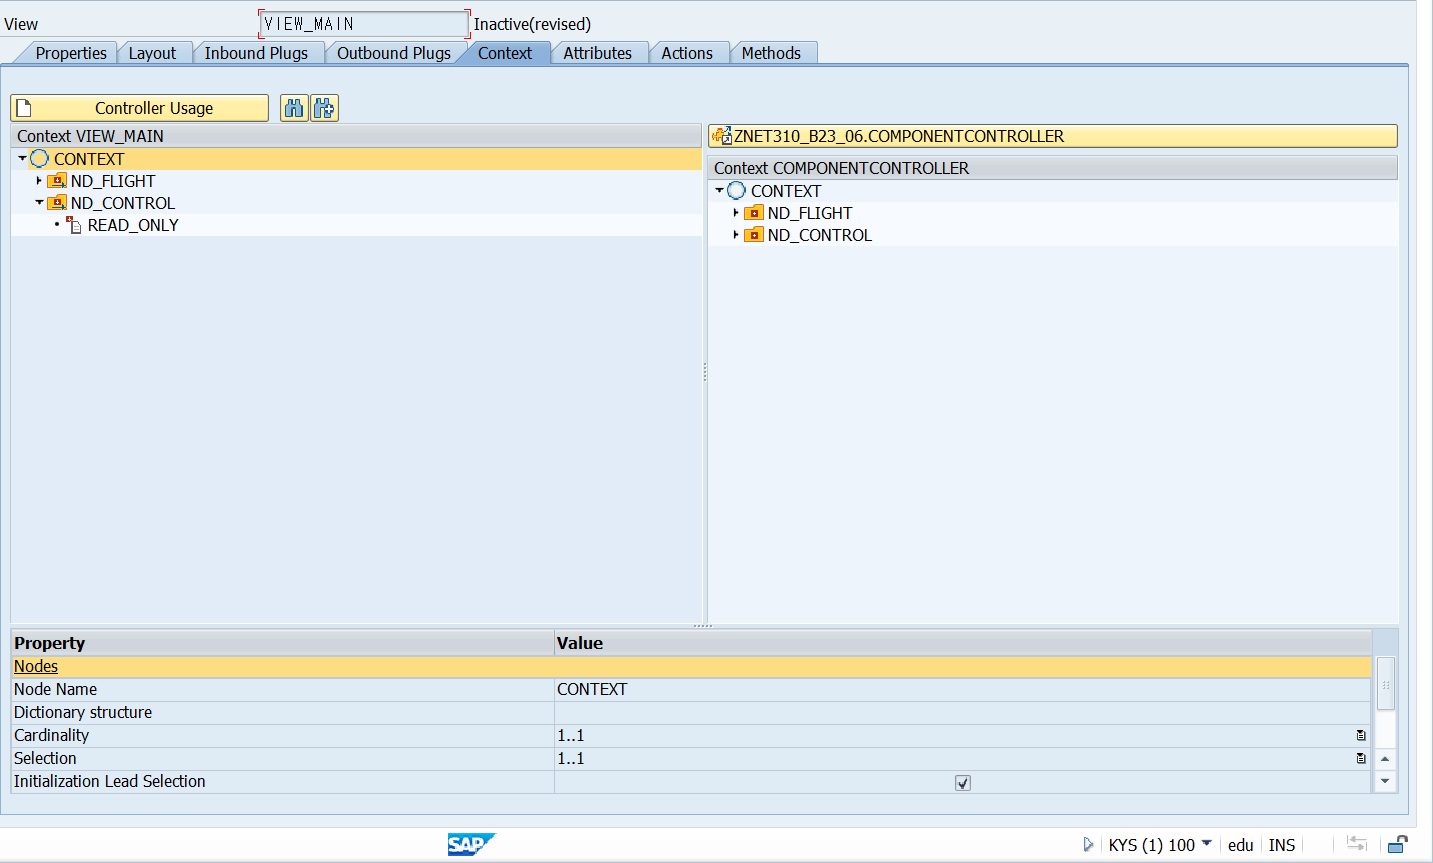 View VIEW_MAIN Inactive(revised)
Properties Layout Inbound Plugs Outbound Plugs Context Attributes Actions Methods
Controller Usage
Context VIEW_MAIN
CONTEXT
ND_FLIGHT
ND_CONTROL
READ_ONLY
ZNET310_B23_06.COMPONENTCONTROLLER
Context COMPONENTCONTROLLER
CONTEXT
ND_FLIGHT
ND_CONTROL
Property Value
Nodes
Node Name CONTEXT
Dictionary structure
Cardinality 1..1
Selection 1..1
Initialization Lead Selection
SAP KYS (1) 100 edu INS